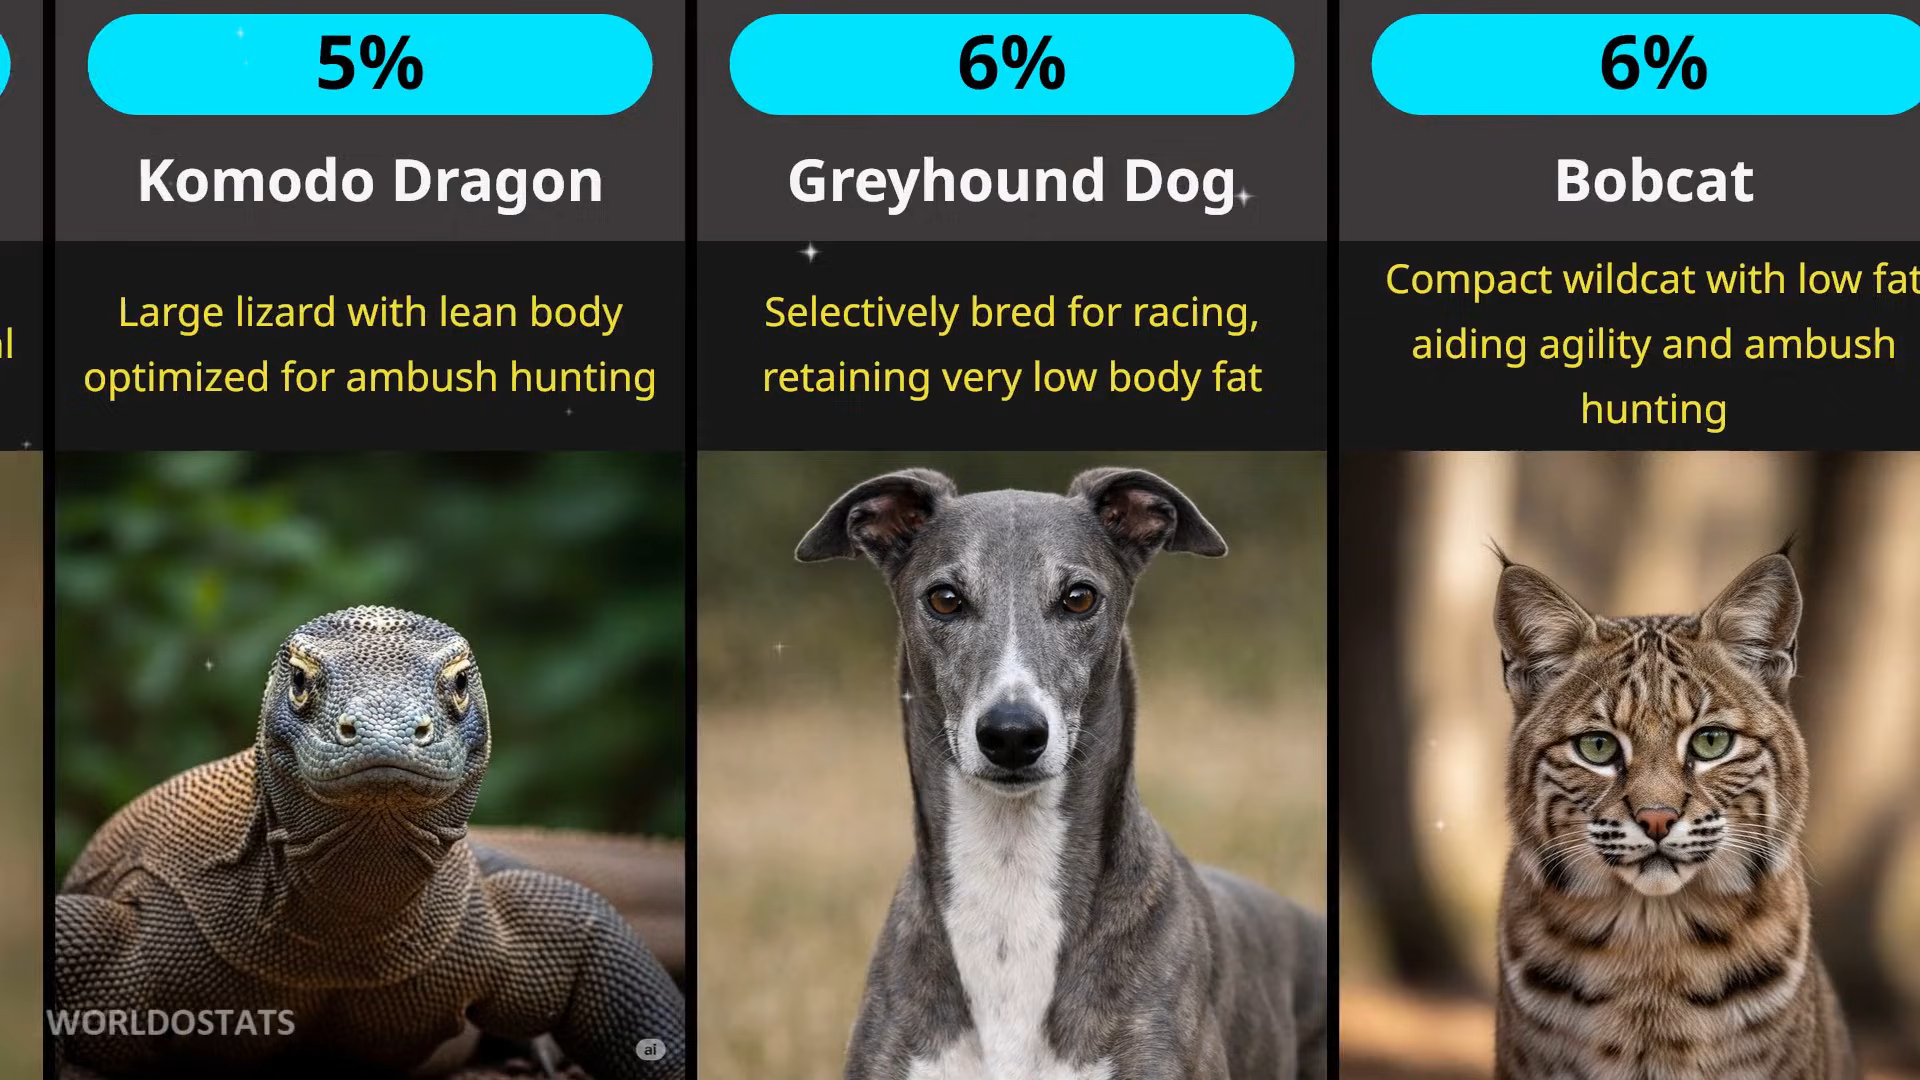 5%
Komodo Dragon
Large lizard with lean body
optimized for ambush hunting
6%
Greyhound Dog
Selectively bred for racing,
retaining very low body fat
6%
Bobcat
Compact wildcat with low fat
aiding agility and ambush
hunting
WORLDOSTATS
ai